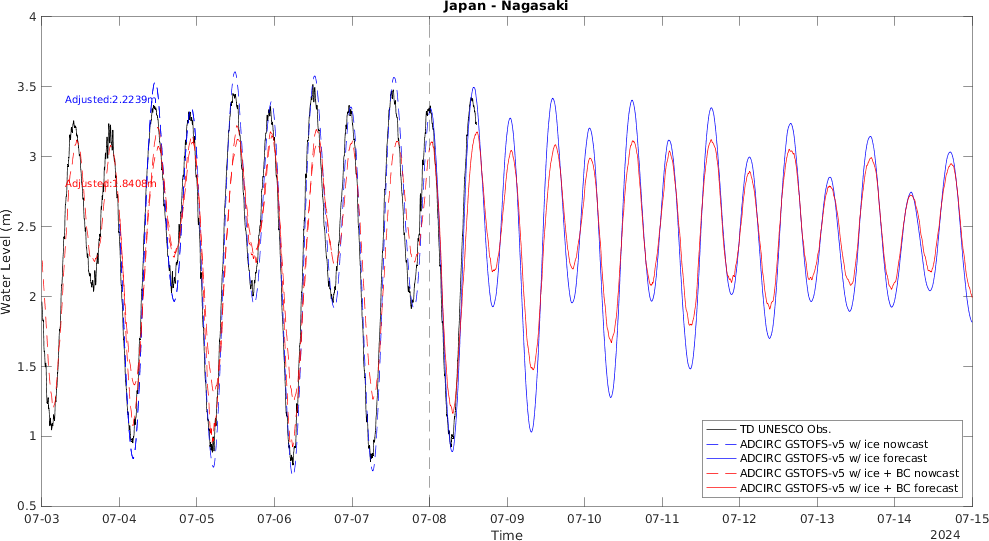 Japan - Nagasaki
4
3.5
3
2.5
2
1.5
1
0.5
Water Level (m)
Adjusted:2.2239m
Adjusted:1.8408m
TD UNESCO Obs.
ADCIRC GSTOFS-v5 w/ ice nowcast
ADCIRC GSTOFS-v5 w/ ice forecast
ADCIRC GSTOFS-v5 w/ ice + BC nowcast
ADCIRC GSTOFS-v5 w/ ice + BC forecast
07-03 07-04 07-05 07-06 07-07 07-08 07-09 07-10 07-11 07-12 07-13 07-14 07-15
Time
2024